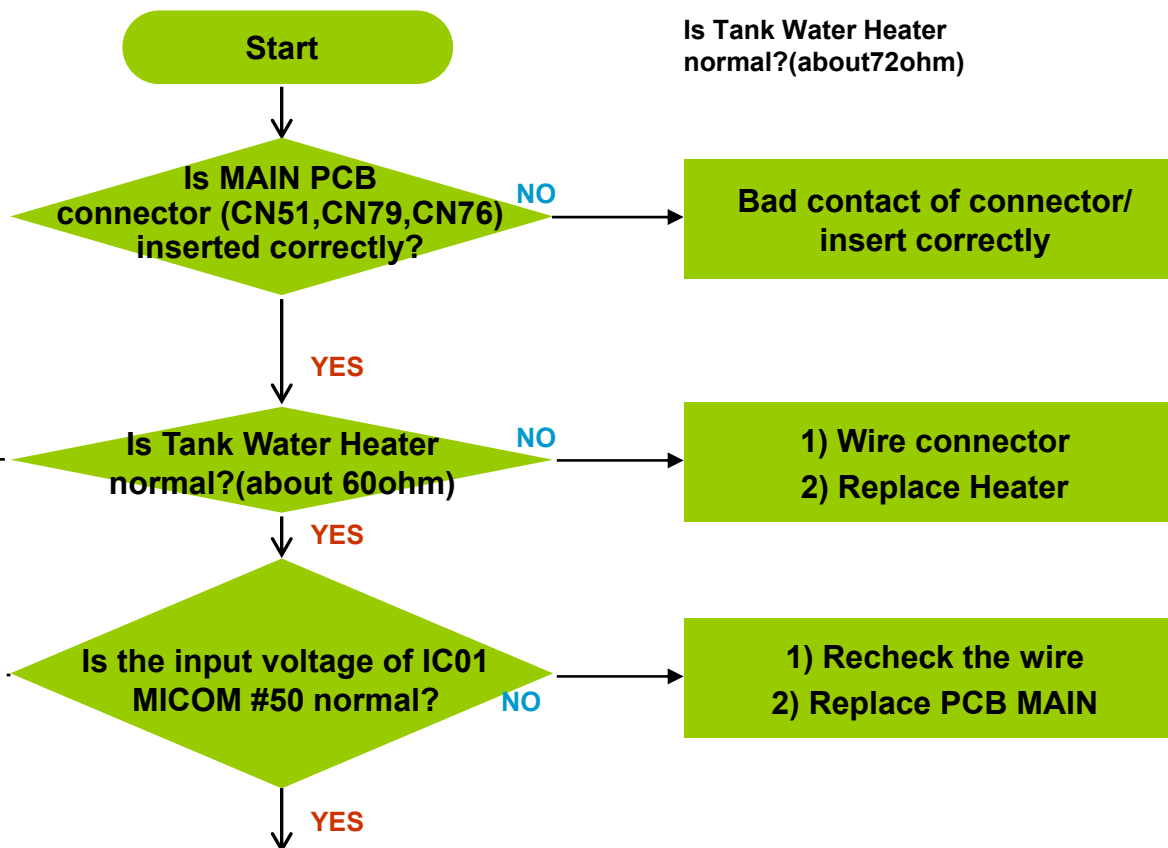 Start
Is Tank Water Heater
normal?(about72ohm)
Is MAIN PCB
connector (CN51,CN79,CN76)
inserted correctly?
NO
Bad contact of connector/
insert correctly
YES
Is Tank Water Heater
normal?(about 60ohm)
NO
1) Wire connector
2) Replace Heater
YES
Is the input voltage of IC01
MICOM #50 normal?
NO
1) Recheck the wire
2) Replace PCB MAIN
YES